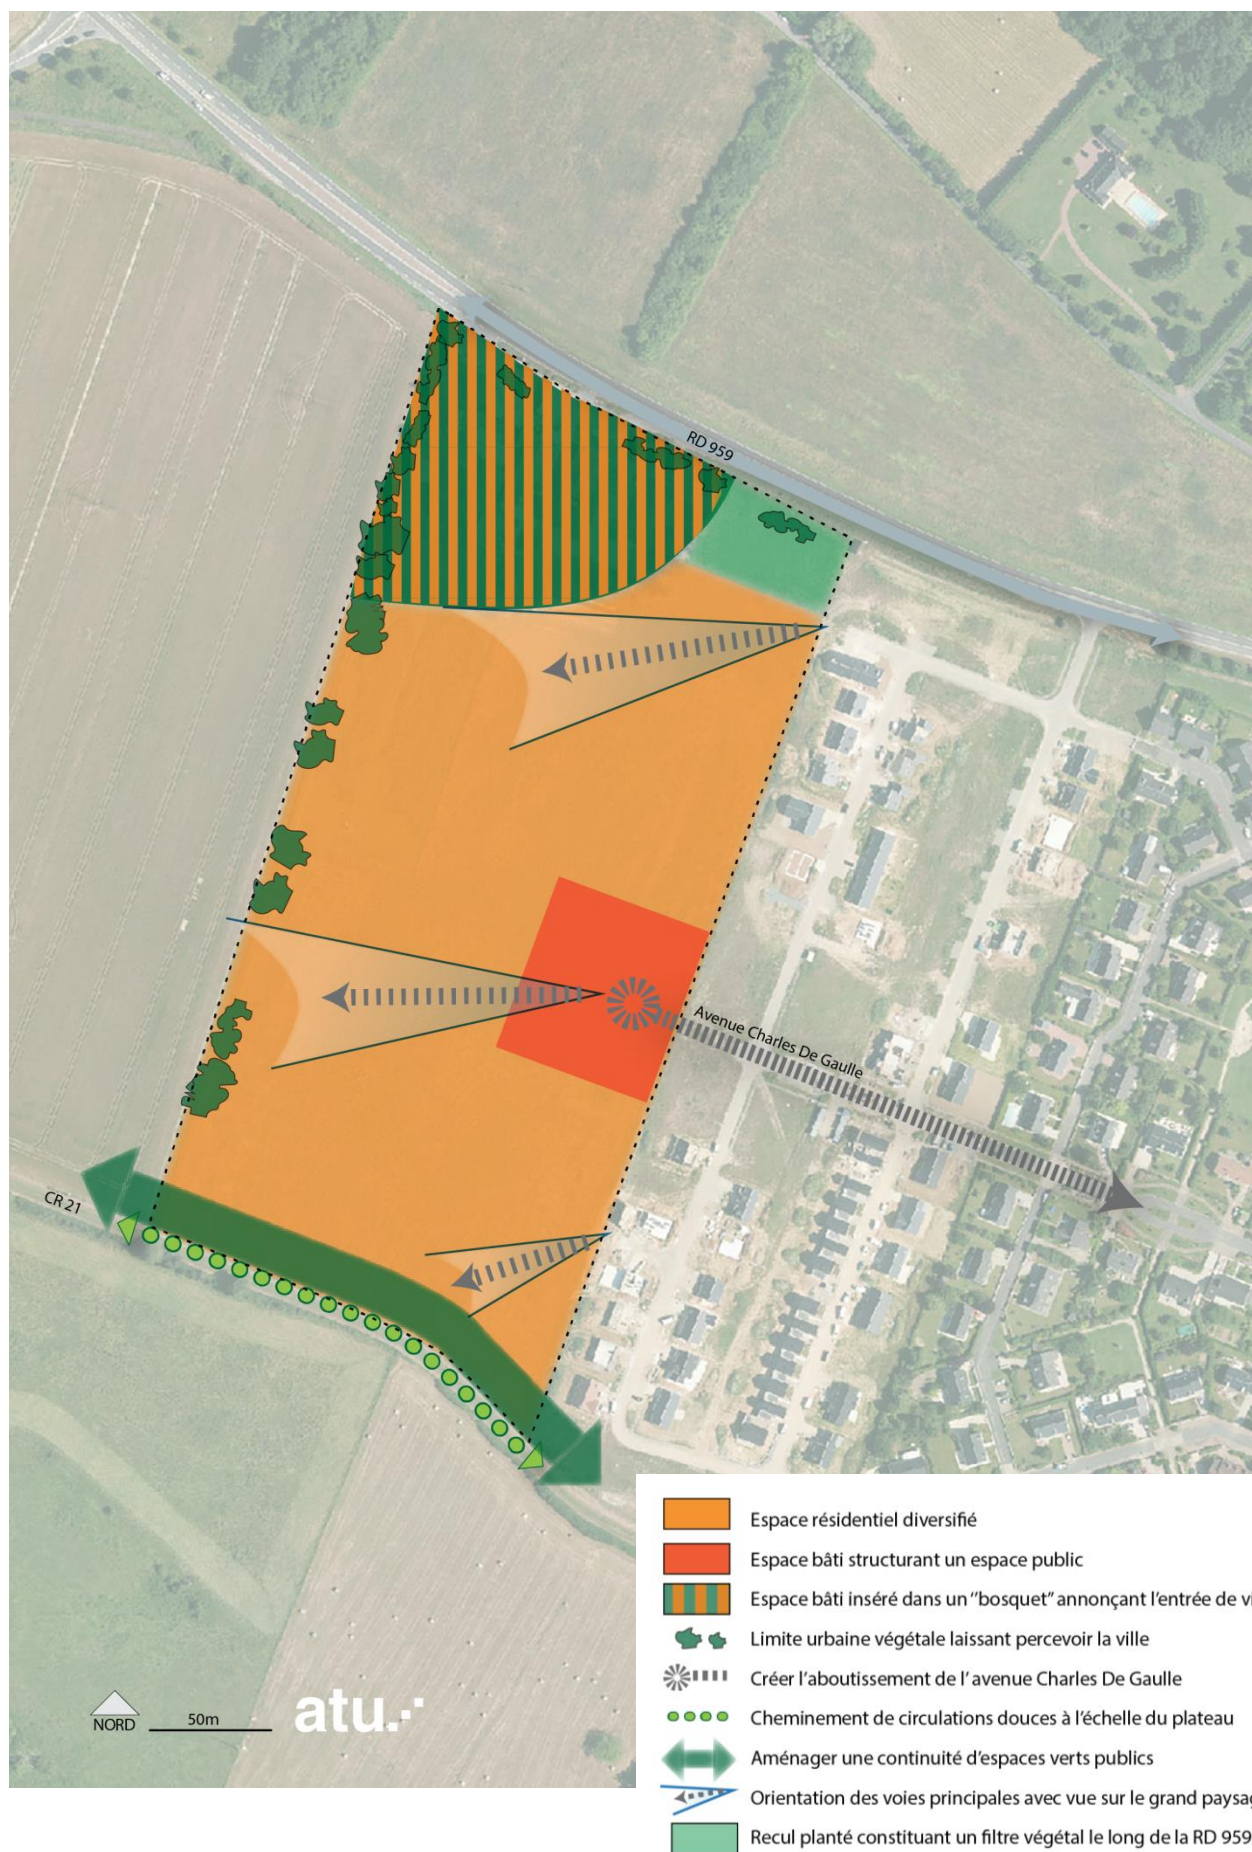 RD 959
Avenue Charles De Gaulle
CR 21
NORD
50m
atu
Espace résidentiel diversifié
Espace bâti structurant un espace public
Espace bâti inséré dans un "bosquet" annonçant l'entrée de vi
Limite urbaine végétale laissant percevoir la ville
Créer l'aboutissement de l' avenue Charles De Gaulle
Cheminement de circulations douces à l'échelle du plateau
Aménager une continuité d'espaces verts publics
Orientation des voies principales avec vue sur le grand paysag
Recul planté constituant un filtre végétal le long de la RD 959